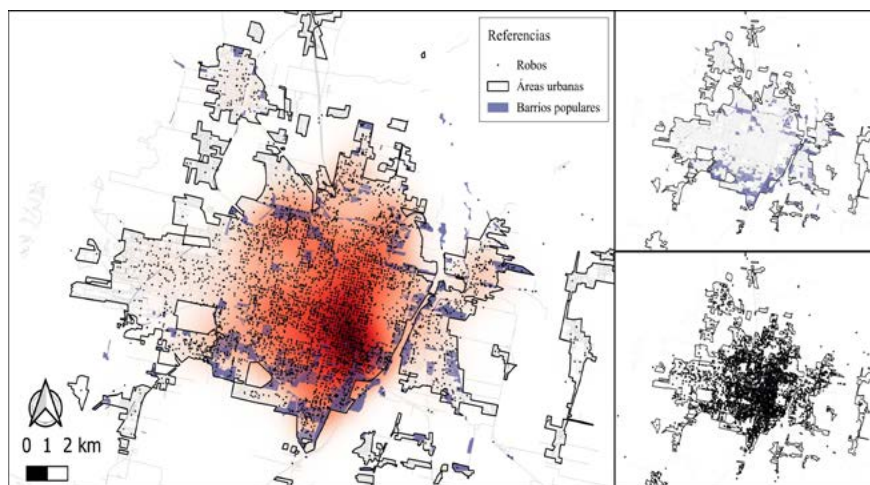 Referencias
Robos
Áreas urbanas
Barrios populares
0 1 2 km